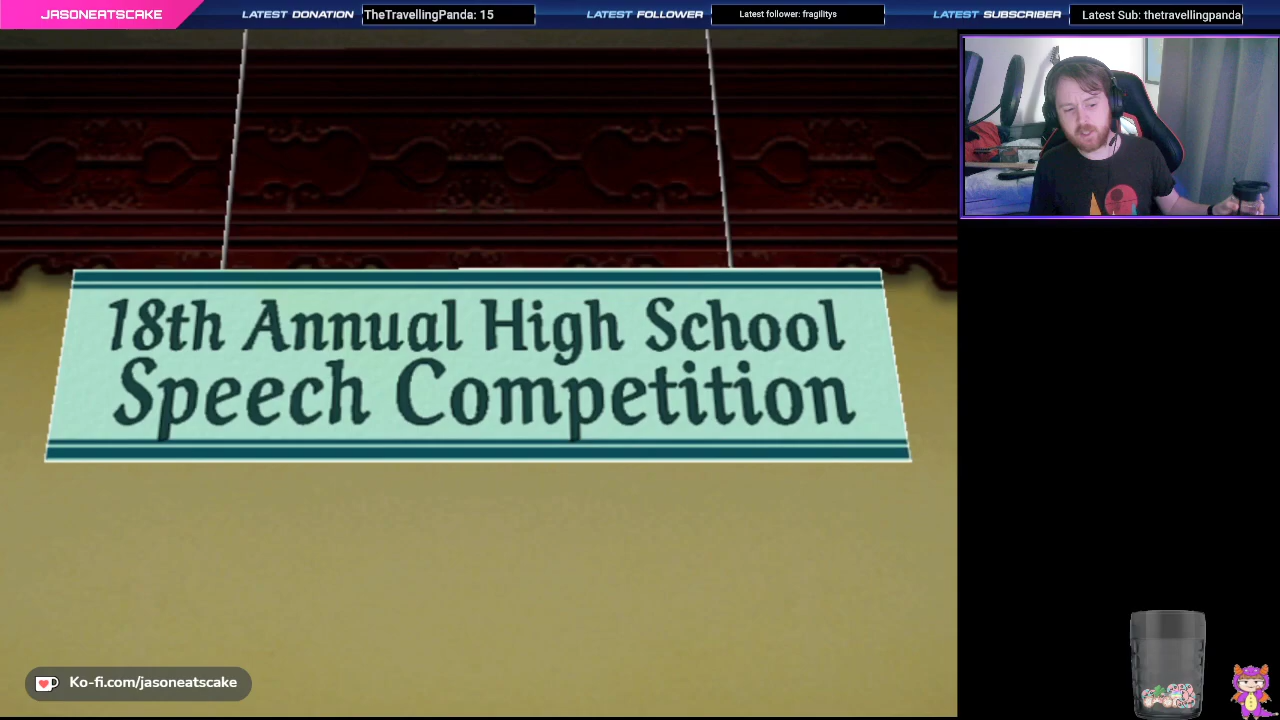 JASONEATSCAKE
LATEST DONATION
TheTravellingPanda: 15
LATEST FOLLOWER
Latest follower: fragilitys
LATEST SUBSCRIBER
Latest Sub: thetravellingpanda
18th Annual High School
Speech Competition
Ko-fi.com/jasoneatscake